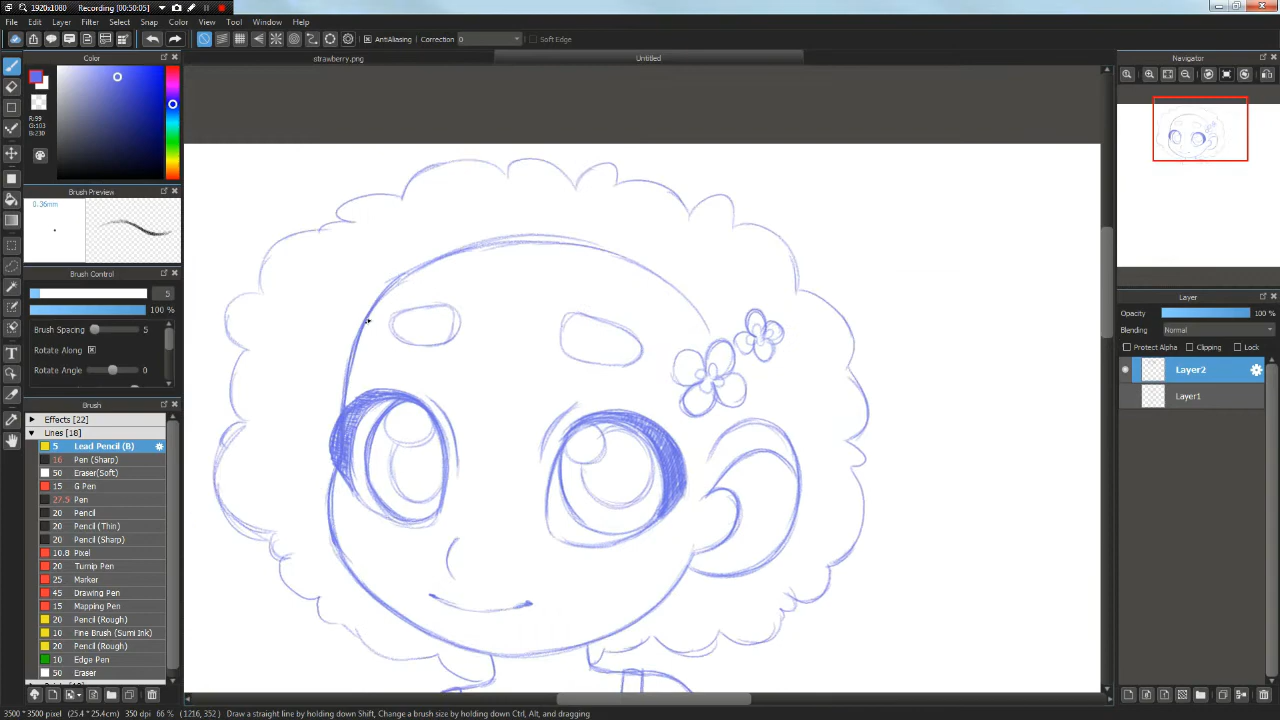 1920x1080 Recording [00:50:05]
File Edit Layer Filter Select Snap Color View Tool Window Help
AntiAliasing Correction 0 Soft Edge
Color strawberry.png Untitled Navigator
R:99
G:103
B:230
Brush Preview
0.36mm
Brush Control
5
100 %
Brush Spacing 5
Rotate Along
Rotate Angle 0
Brush
Effects [22]
Lines [18]
5 Lead Pencil (B)
16 Pen (Sharp)
50 Eraser(Soft)
15 G Pen
27.5 Pen
20 Pencil
20 Pencil (Thin)
20 Pencil (Sharp)
10.8 Pixel
20 Turnip Pen
25 Marker
45 Drawing Pen
15 Mapping Pen
20 Pencil (Rough)
10 Fine Brush (Sumi Ink)
20 Pencil (Rough)
10 Edge Pen
50 Eraser
Layer
Opacity 100 %
Blending Normal
Protect Alpha Clipping Lock
Layer2
Layer1
3500 * 3500 pixel (25.4 * 25.4cm) 350 dpi 66 % (1216, 352) Draw a straight line by holding down Shift, Change a brush size by holding down Ctrl, Alt, and dragging